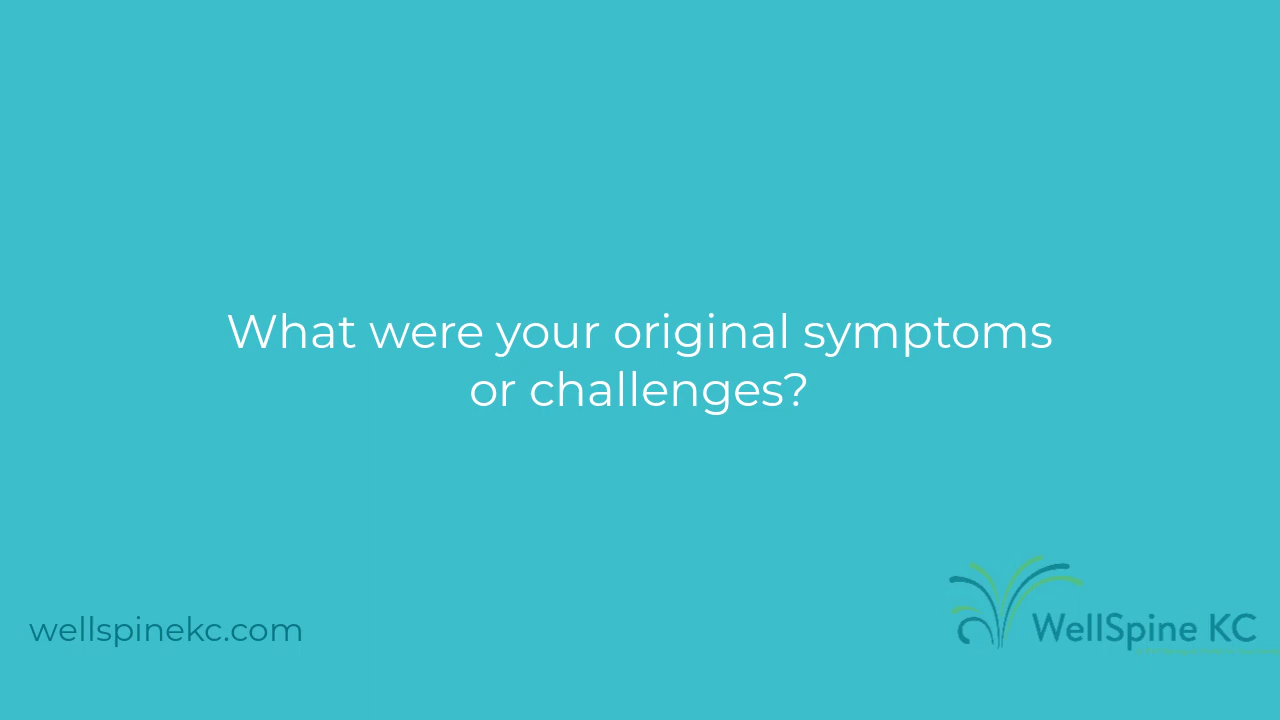 What were your original symptoms
or challenges?
wellspinekc.com
WellSpine KC